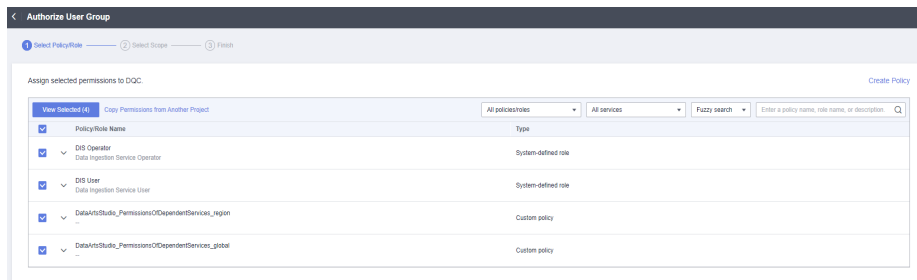 Authorize User Group
1 Select Policy/Role 2 Select Scope 3 Finish
Assign selected permissions to DQC. Create Policy
View Selected (4) Copy Permissions from Another Project All policies/roles All services Fuzzy search Enter a policy name, role name, or description.
Policy/Role Name Type
DIS Operator
Data Ingestion Service Operator
System-defined role
DIS User
Data Ingestion Service User
System-defined role
DataArtsStudio_PermissionsOfDependentServices_region
--
Custom policy
DataArtsStudio_PermissionsOfDependentServices_global
--
Custom policy